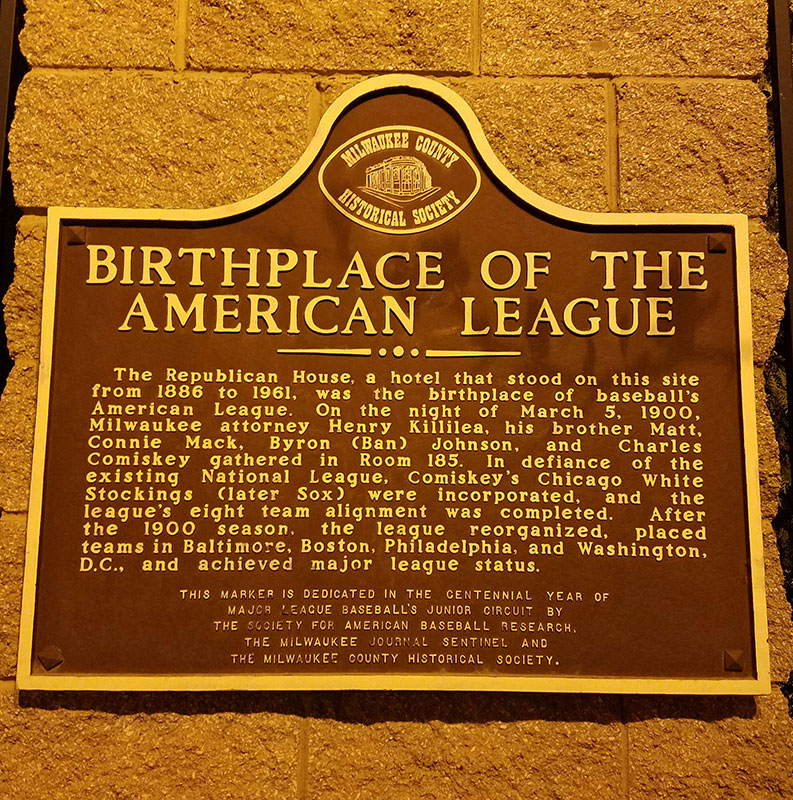 MILWAUKEE COUNTY
HISTORICAL SOCIETY
BIRTHPLACE OF THE
AMERICAN LEAGUE
The Republican House, a hotel that stood on this site
from 1886 to 1961, was the birthplace of baseball's
American League. On the night of March 5, 1900,
Milwaukee attorney Henry Killilea, his brother Matt,
Connie Mack, Byron (Ban) Johnson, and Charles
Comiskey gathered in Room 185. In defiance of the
existing National League, Comiskey's Chicago White
Stockings (later Sox) were incorporated, and the
league's eight team alignment was completed. After
the 1900 season, the league reorganized, placed
teams in Baltimore, Boston, Philadelphia, and Washington,
D.C., and achieved major league status.
THIS MARKER IS DEDICATED IN THE CENTENNIAL YEAR OF
MAJOR LEAGUE BASEBALL'S JUNIOR CIRCUIT BY
THE SOCIETY FOR AMERICAN BASEBALL RESEARCH,
THE MILWAUKEE JOURNAL SENTINEL AND
THE MILWAUKEE COUNTY HISTORICAL SOCIETY.